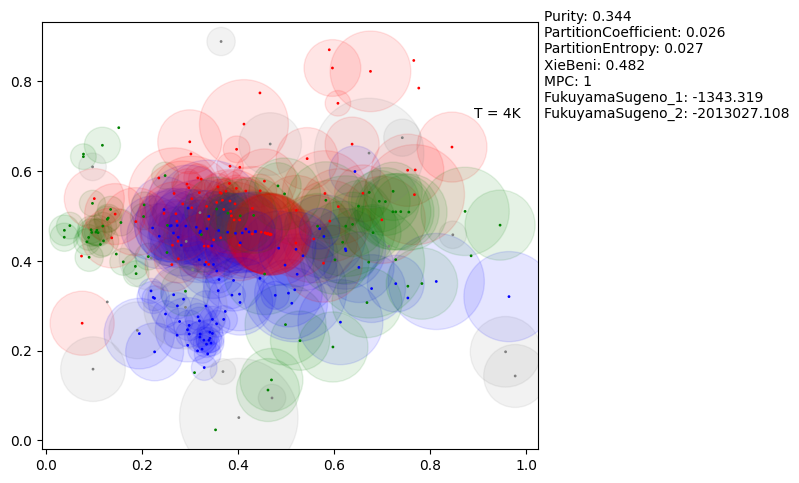 Purity: 0.344
PartitionCoefficient: 0.026
PartitionEntropy: 0.027
XieBeni: 0.482
MPC: 1
FukuyamaSugeno_1: -1343.319
FukuyamaSugeno_2: -2013027.108
T = 4K
0.8
0.6
0.4
0.2
0.0
0.0 0.2 0.4 0.6 0.8 1.0